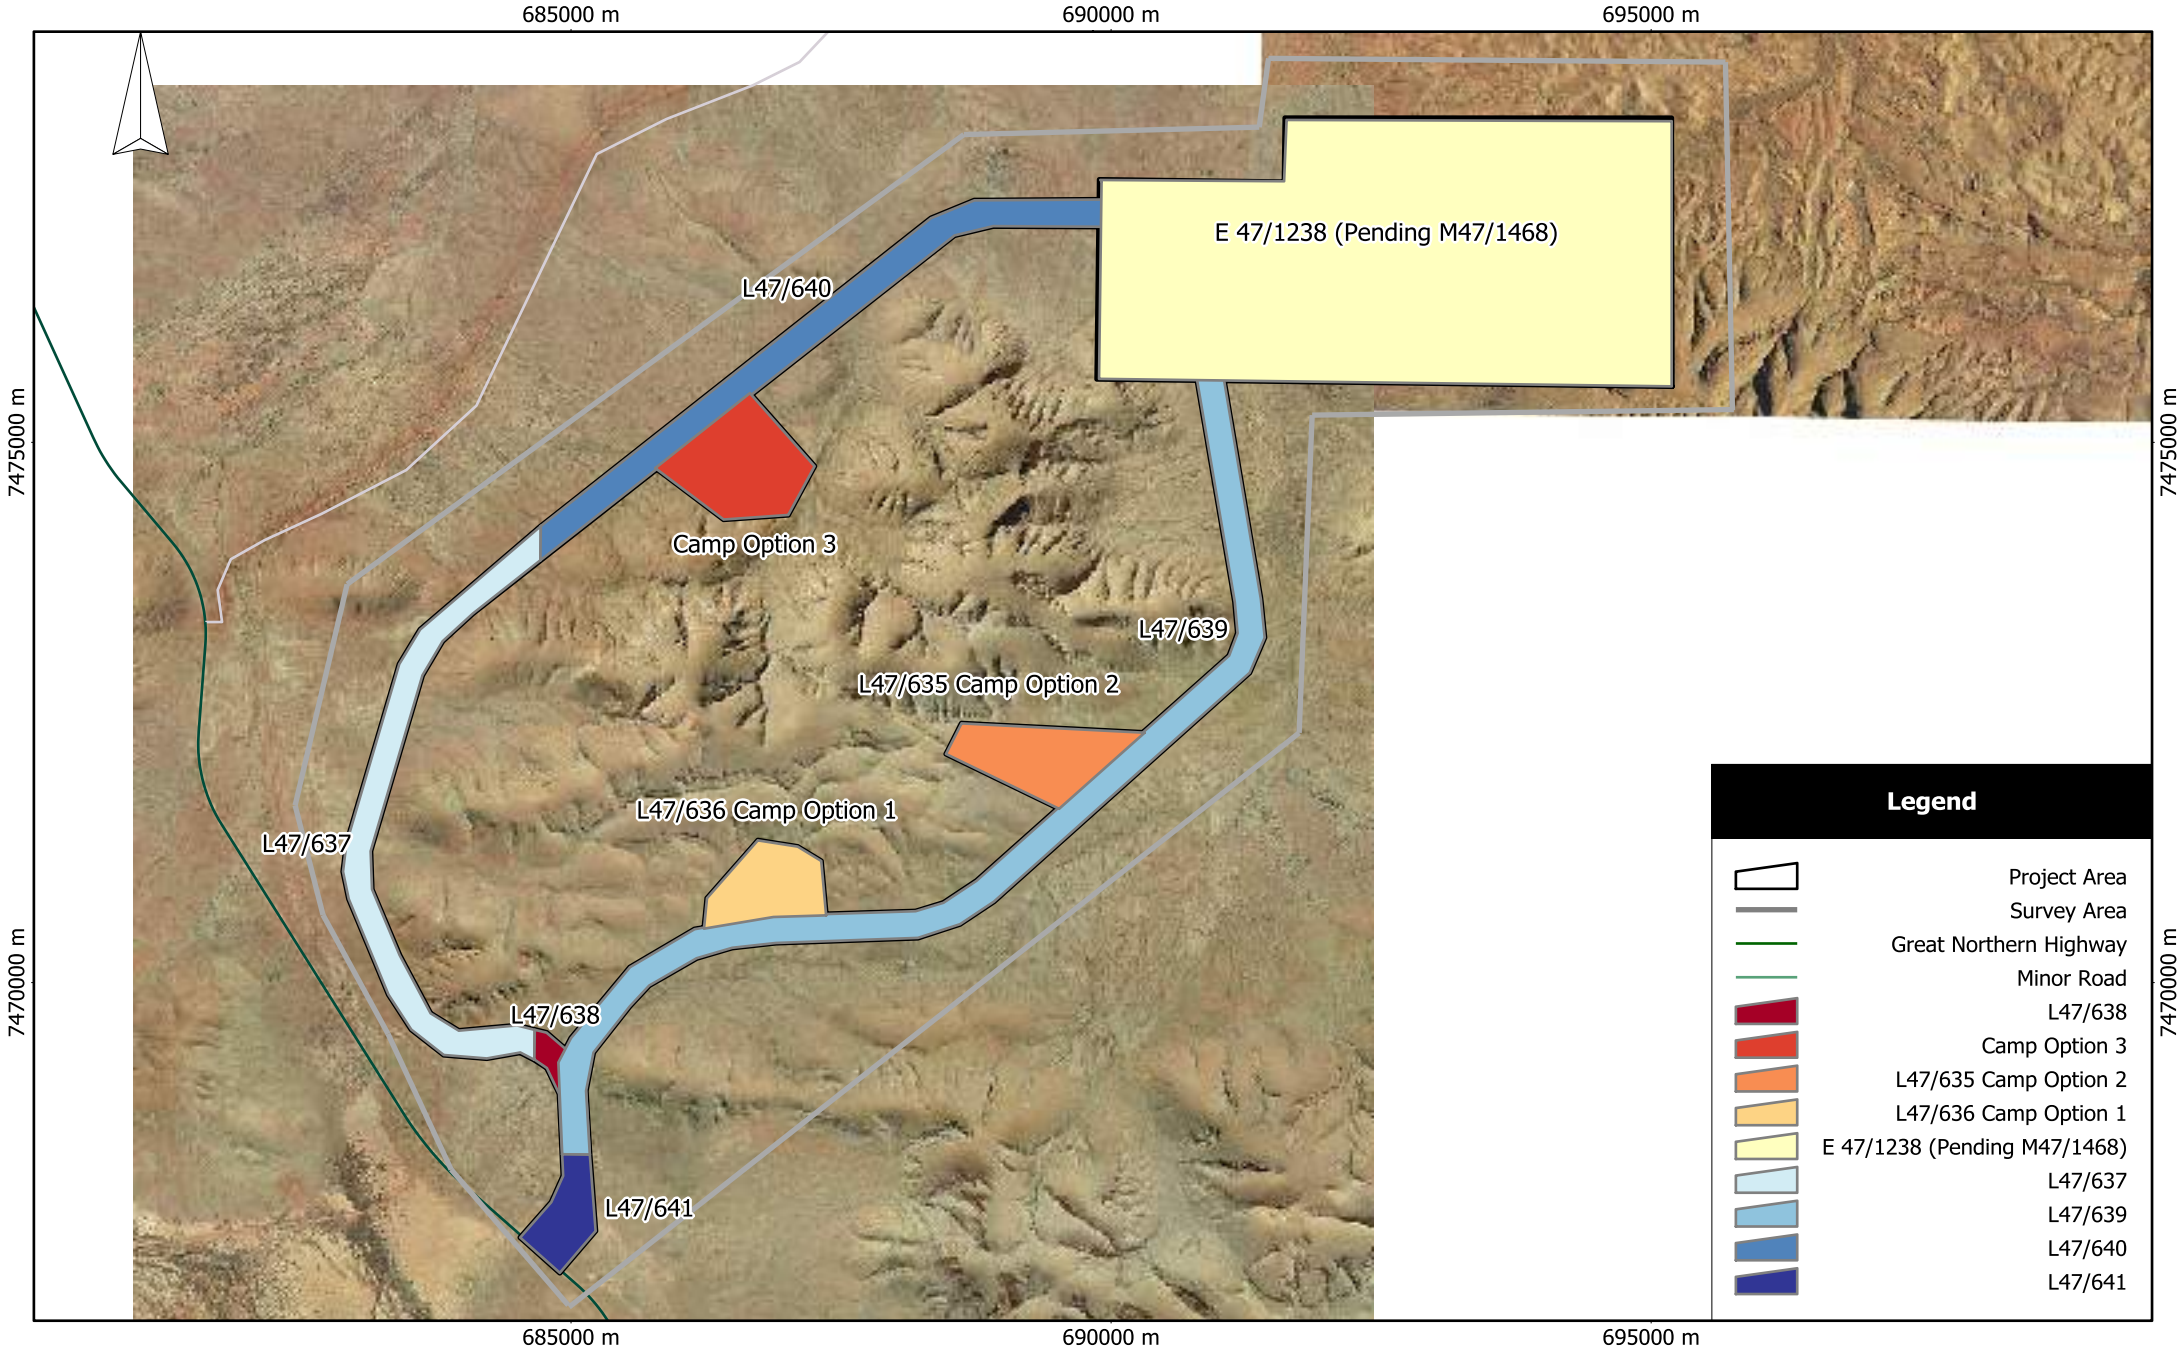 685000 m
690000 m
695000 m
E 47/1238 (Pending M47/1468)
L47/640
7475000 m
7475000 m
Camp Option 3
L47/639
L47/635 Camp Option 2
L47/636 Camp Option 1
L47/637
7470000 m
7470000 m
L47/638
L47/641
Legend
Project Area
Survey Area
Great Northern Highway
Minor Road
L47/638
Camp Option 3
L47/635 Camp Option 2
L47/636 Camp Option 1
E 47/1238 (Pending M47/1468)
L47/637
L47/639
L47/640
L47/641
685000 m
690000 m
695000 m